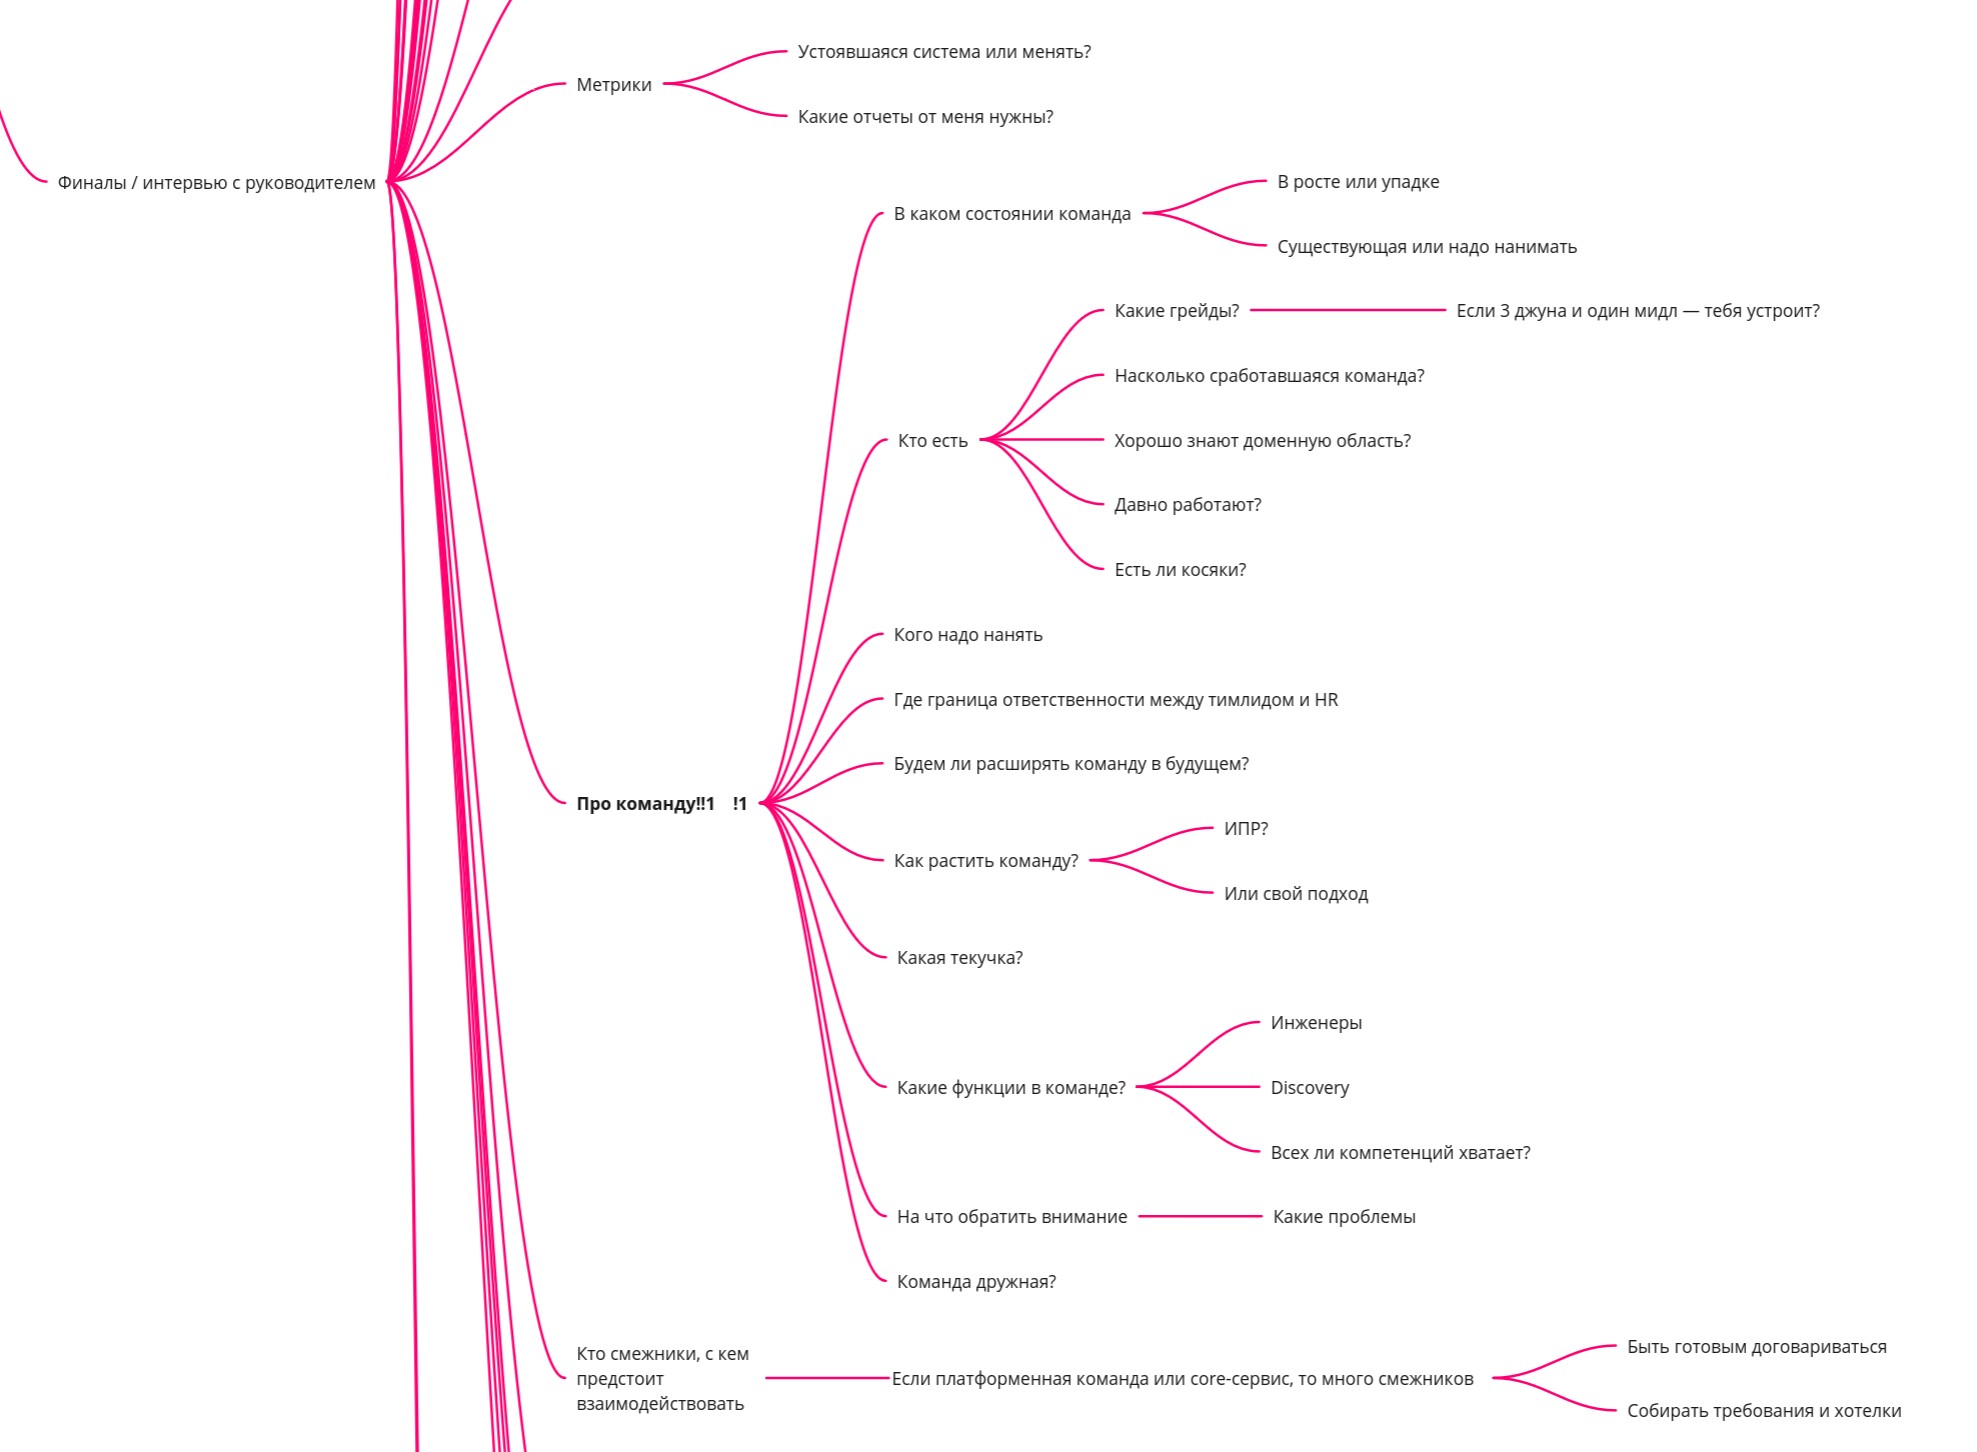 Устоявшаяся система или менять?
Метрики
Какие отчеты от меня нужны?
Финалы / интервью с руководителем
В росте или упадке
В каком состоянии команда
Существующая или надо нанимать
Какие грейды?
Если 3 джуна и один мидл — тебя устроит?
Насколько сработавшаяся команда?
Кто есть
Хорошо знают доменную область?
Давно работают?
Есть ли косяки?
Кого надо нанять
Где граница ответственности между тимлидом и HR
Будем ли расширять команду в будущем?
Про команду!!1 !1
ИПР?
Как растить команду?
Или свой подход
Какая текучка?
Инженеры
Какие функции в команде?
Discovery
Всех ли компетенций хватает?
На что обратить внимание
Какие проблемы
Команда дружная?
Кто смежники, с кем
предстоит
взаимодействовать
Если платформенная команда или core-сервис, то много смежников
Быть готовым договариваться
Собирать требования и хотелки